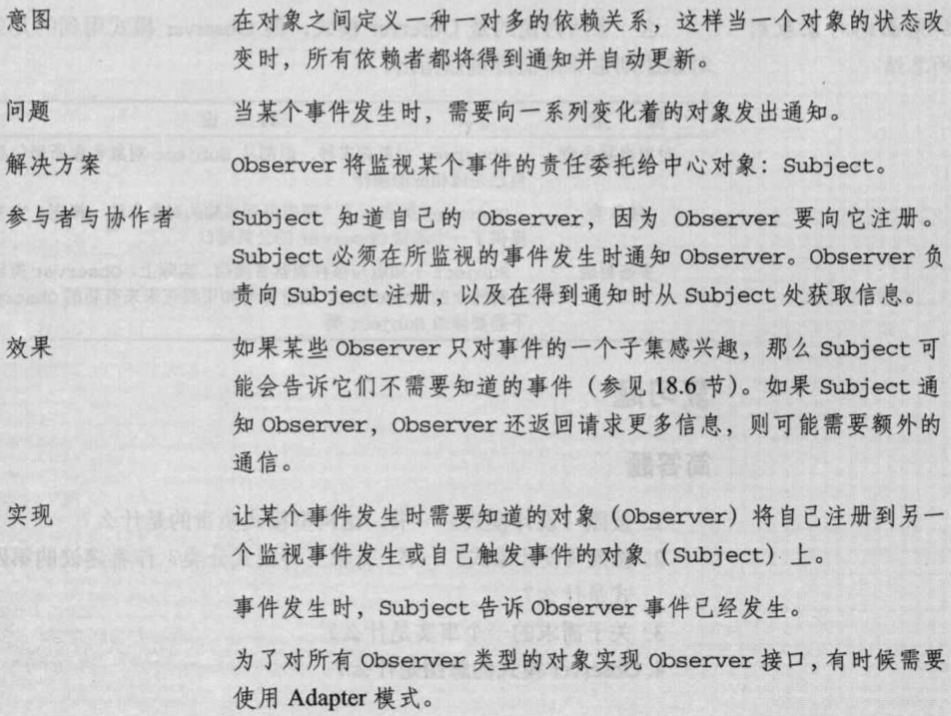 意图 在对象之间定义一种一对多的依赖关系，这样当一个对象的状态改
变时，所有依赖者都将得到通知并自动更新。
问题 当某个事件发生时，需要向一系列变化着的对象发出通知。
解决方案 Observer 将监视某个事件的责任委托给中心对象：Subject。
参与者与协作者 Subject 知道自己的 Observer，因为 Observer 要向它注册。
Subject 必须在所监视的事件发生时通知 Observer。Observer 负
责向 Subject 注册，以及在得到通知时从 Subject 处获取信息。
效果 如果某些 Observer 只对事件的一个子集感兴趣，那么 Subject 可
能会告诉它们不需要知道的事件（参见 18.6 节）。如果 Subject 通
知 Observer，Observer 还返回请求更多信息，则可能需要额外的
通信。
实现 让某个事件发生时需要知道的对象（Observer）将自己注册到另一
个监视事件发生或自己触发事件的对象（Subject）上。
事件发生时，Subject 告诉 Observer 事件已经发生。
为了对所有 Observer 类型的对象实现 Observer 接口，有时候需要
使用 Adapter 模式。